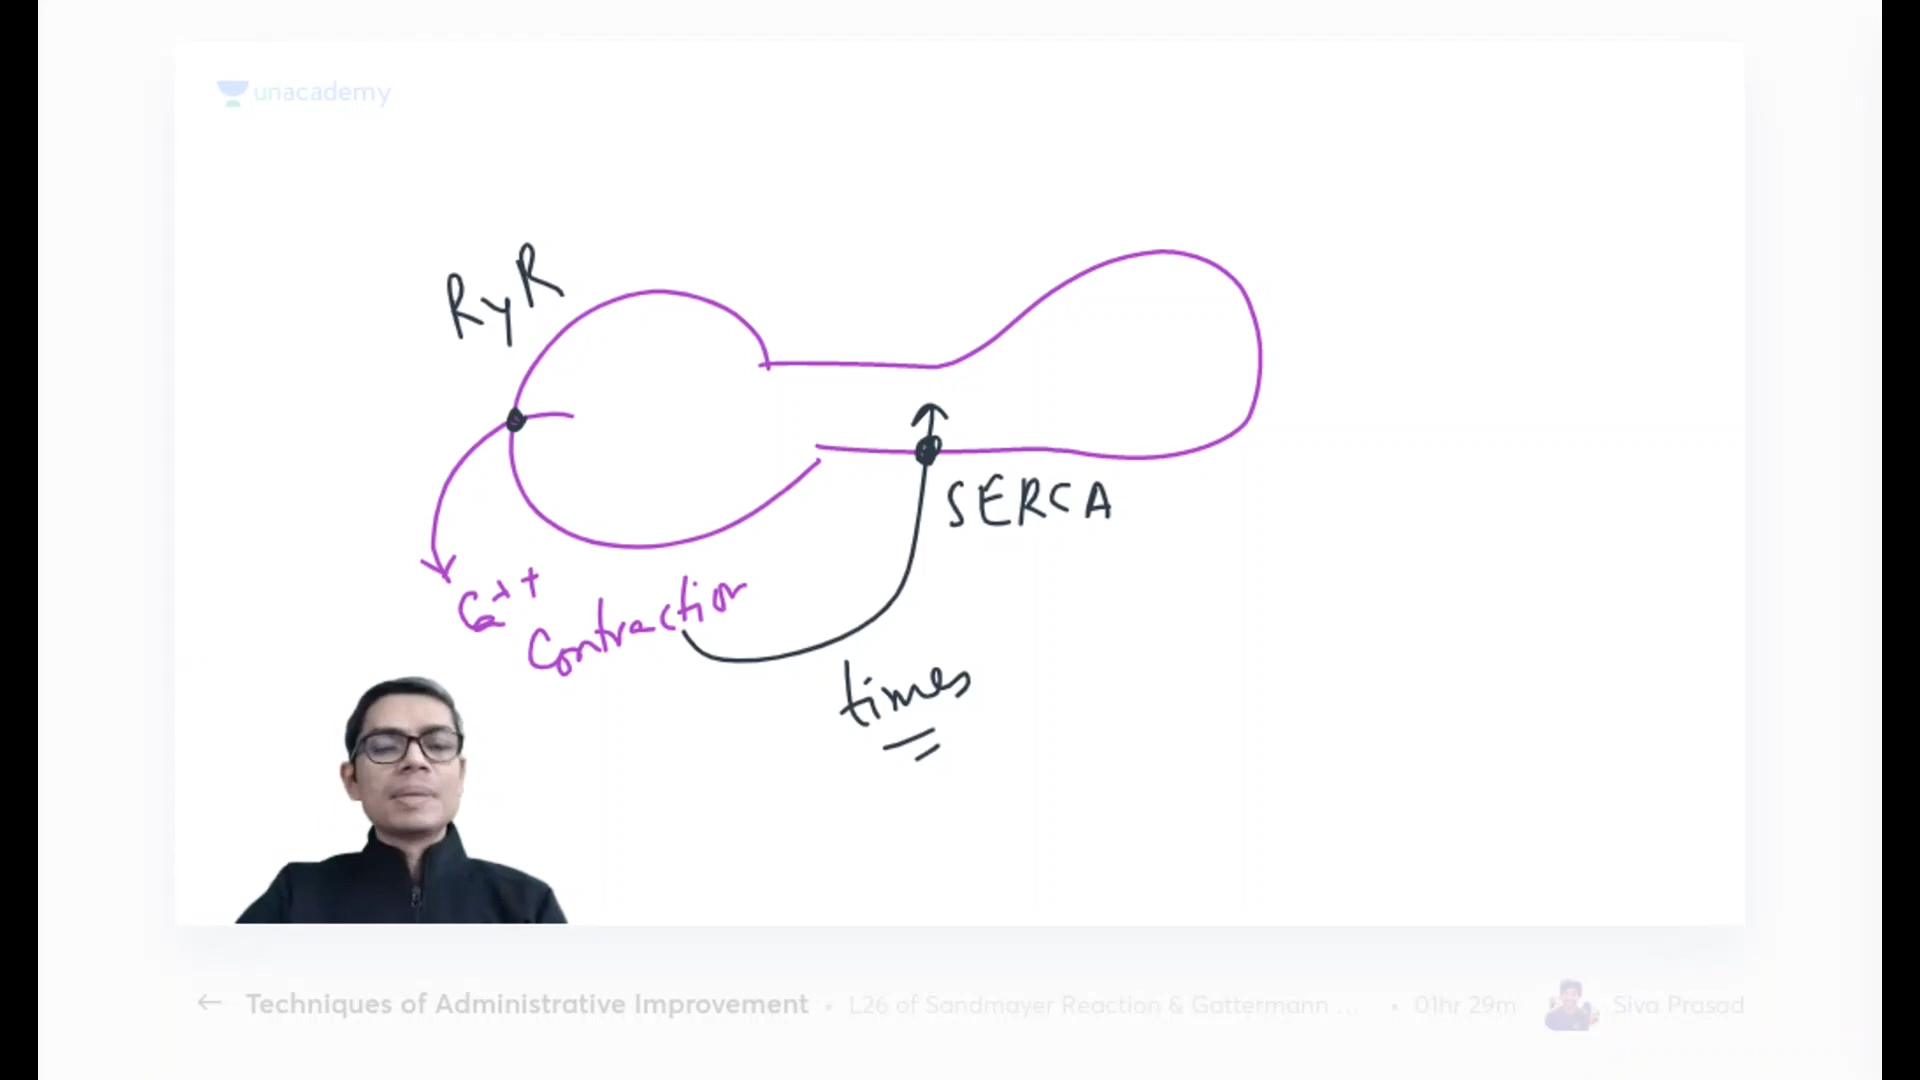 unacademy
RyR
SERCA
Ca2+
Contraction
times
← Techniques of Administrative Improvement • L26 of Sandmayer Reaction & Gattermann ... • 01hr 29m Siva Prasad